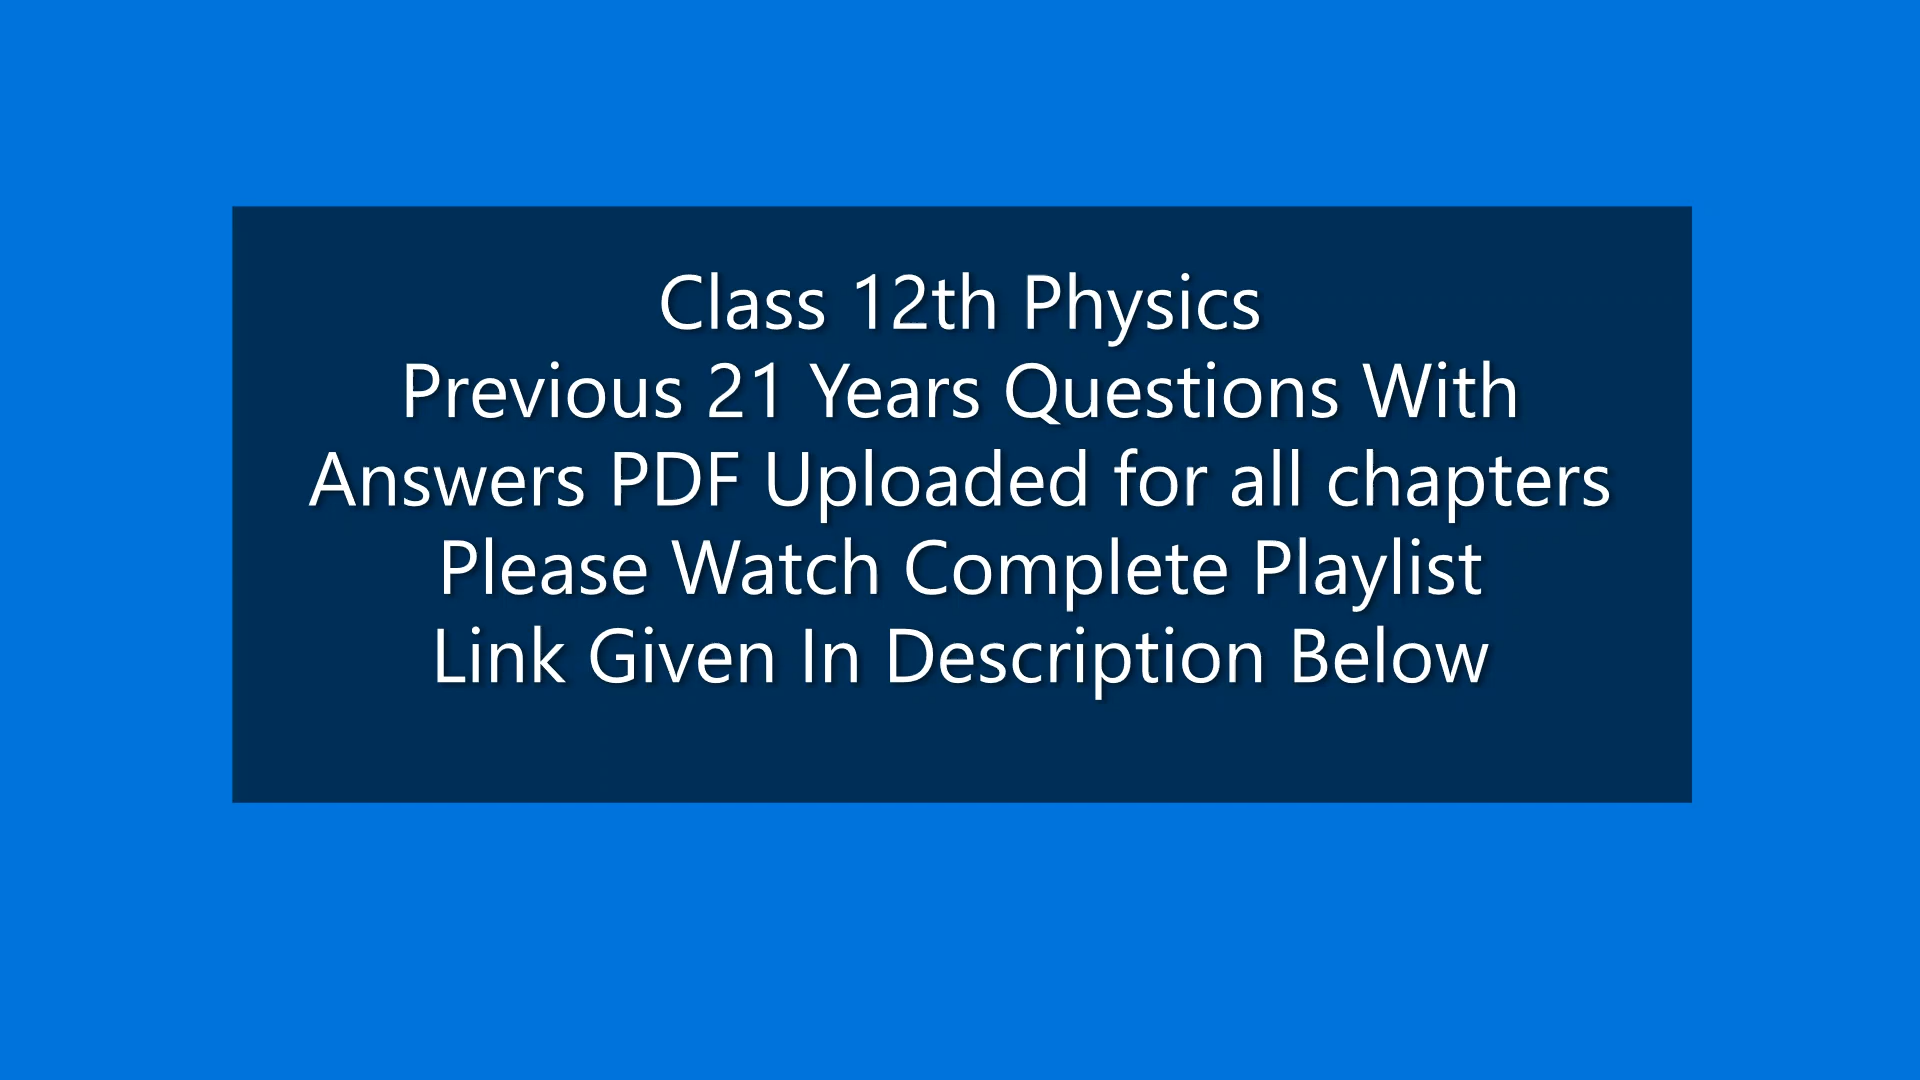 Class 12th Physics
Previous 21 Years Questions With
Answers PDF Uploaded for all chapters
Please Watch Complete Playlist
Link Given In Description Below